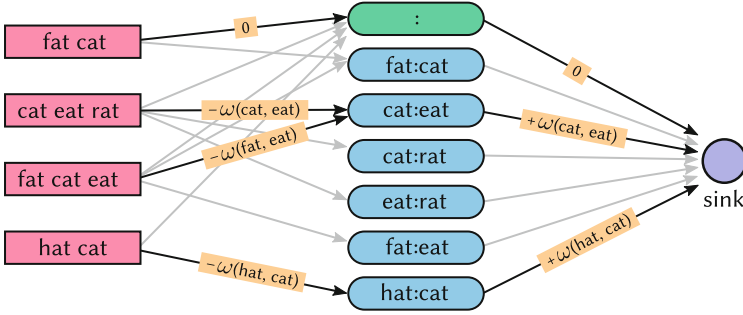 fat cat
cat eat rat
fat cat eat
hat cat
0
−ω(cat, eat)
−ω(fat, eat)
−ω(hat, cat)
:
fat:cat
cat:eat
cat:rat
eat:rat
fat:eat
hat:cat
0
+ω(cat, eat)
+ω(hat, cat)
sink